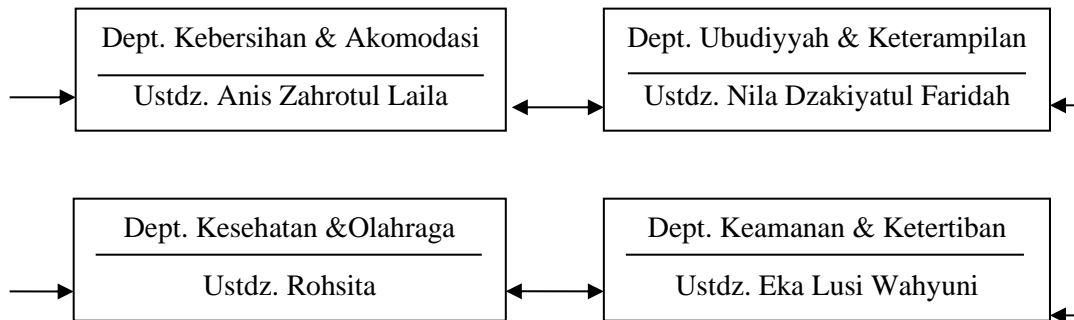 Dept. Kebersihan & Akomodasi
Ustdz. Anis Zahrotul Laila
Dept. Ubudiyyah & Keterampilan
Ustdz. Nila Dzakiyatul Faridah
Dept. Kesehatan &Olahraga
Ustdz. Rohsita
Dept. Keamanan & Ketertiban
Ustdz. Eka Lusi Wahyuni